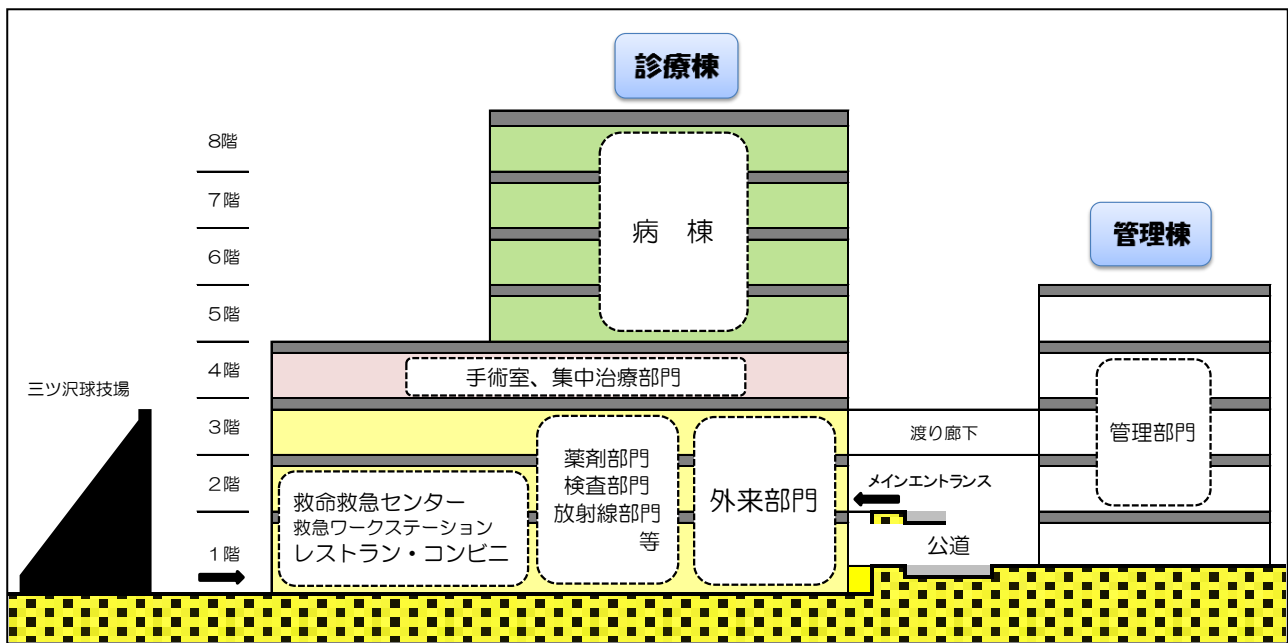 診療棟
8階
7階
6階
5階
4階
3階
2階
1階
病 棟
管理棟
手術室、集中治療部門
三ツ沢球技場
渡り廊下
管理部門
薬剤部門
検査部門
放射線部門
等
外来部門
メインエントランス
救命救急センター
救急ワークステーション
レストラン・コンビニ
公道